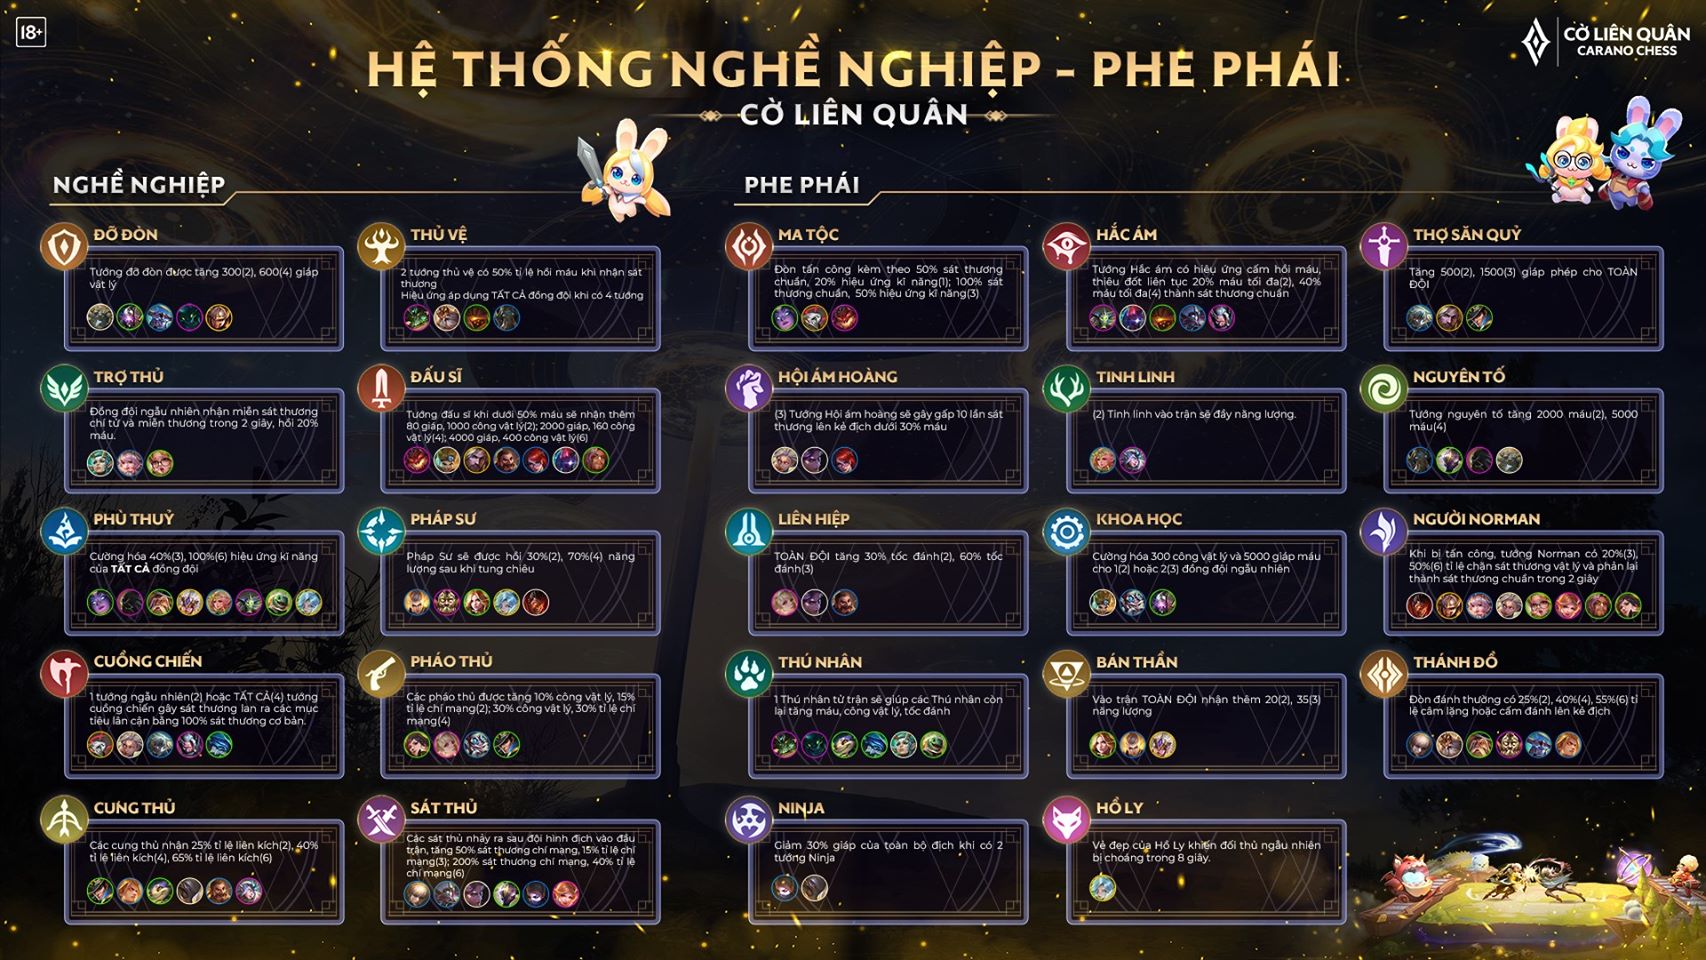 18+
CỜ LIÊN QUÂN
CARANO CHESS
HỆ THỐNG NGHỀ NGHIỆP - PHE PHÁI
CỜ LIÊN QUÂN
NGHỀ NGHIỆP
ĐỠ ĐÒN
Tướng đỡ đòn được tặng 300(2), 600(4) giáp
vật lý
THỦ VỆ
2 tướng thủ vệ có 50% tỉ lệ hồi máu khi nhận sát
thương
Hiệu ứng áp dụng TẤT CẢ đồng đội khi có 4 tướng
TRỢ THỦ
Đồng đội ngẫu nhiên nhận miễn sát thương
chí tử và miễn thương trong 2 giây, hồi 20%
máu.
ĐẤU SĨ
Tướng đấu sĩ khi dưới 50% máu sẽ nhận thêm
80 giáp, 1000 công vật lý(2); 2000 giáp, 160 công
vật lý(4); 4000 giáp, 400 công vật lý(6)
PHÙ THUỶ
Cường hóa 40%(3), 100%(6) hiệu ứng kĩ năng
của TẤT CẢ đồng đội
PHÁP SƯ
Pháp Sư sẽ được hồi 30%(2), 70%(4) năng
lượng sau khi tung chiêu
CUỒNG CHIẾN
1 tướng ngẫu nhiên(2) hoặc TẤT CẢ(4) tướng
cuồng chiến gây sát thương lan ra các mục
tiêu lân cận bằng 100% sát thương cơ bản.
PHÁO THỦ
Các pháo thủ được tăng 10% công vật lý, 15%
tỉ lệ chí mạng(2); 30% công vật lý, 30% tỉ lệ chí
mạng(4)
CUNG THỦ
Các cung thủ nhận 25% tỉ lệ liên kích(2), 40%
tỉ lệ liên kích(4), 65% tỉ lệ liên kích(6)
SÁT THỦ
Các sát thủ nhảy ra sau đội hình địch vào đầu
trận, tăng 50% sát thương chí mạng, 15% tỉ lệ chí
mạng(3); 200% sát thương chí mạng, 40% tỉ lệ
chí mạng(6)
PHE PHÁI
MA TỘC
Đòn tấn công kèm theo 50% sát thương
chuẩn, 20% hiệu ứng kĩ năng(1); 100% sát
thương chuẩn, 50% hiệu ứng kĩ năng(3)
HẮC ÁM
Tướng Hắc ám có hiệu ứng cấm hồi máu,
thiêu đốt liên tục 20% máu tối đa(2), 40%
máu tối đa(4) thành sát thương chuẩn
THỢ SĂN QUỶ
Tăng 500(2), 1500(3) giáp phép cho TOÀN
ĐỘI
HỘI ÁM HOÀNG
(3) Tướng Hội ám hoàng sẽ gây gấp 10 lần sát
thương lên kẻ địch dưới 30% máu
TINH LINH
(2) Tinh linh vào trận sẽ đầy năng lượng.
NGUYÊN TỐ
Tướng nguyên tố tăng 2000 máu(2), 5000
máu(4)
LIÊN HIỆP
TOÀN ĐỘI tăng 30% tốc đánh(2), 60% tốc
đánh(3)
KHOA HỌC
Cường hóa 300 công vật lý và 5000 giáp máu
cho 1(2) hoặc 2(3) đồng đội ngẫu nhiên
NGƯỜI NORMAN
Khi bị tấn công, tướng Norman có 20%(3),
50%(6) tỉ lệ chặn sát thương vật lý và phản lại
thành sát thương chuẩn trong 2 giây
THÚ NHÂN
1 Thú nhân tử trận sẽ giúp các Thú nhân còn
lại tăng máu, công vật lý, tốc đánh
BÁN THẦN
Vào trận TOÀN ĐỘI nhận thêm 20(2), 35(3)
năng lượng
THÁNH ĐỒ
Đòn đánh thường có 25%(2), 40%(4), 55%(6) tỉ
lệ câm lặng hoặc cấm đánh lên kẻ địch
NINJA
Giảm 30% giáp của toàn bộ địch khi có 2
tướng Ninja
HỒ LY
Vẻ đẹp của Hồ Ly khiến đối thủ ngẫu nhiên
bị choáng trong 8 giây.